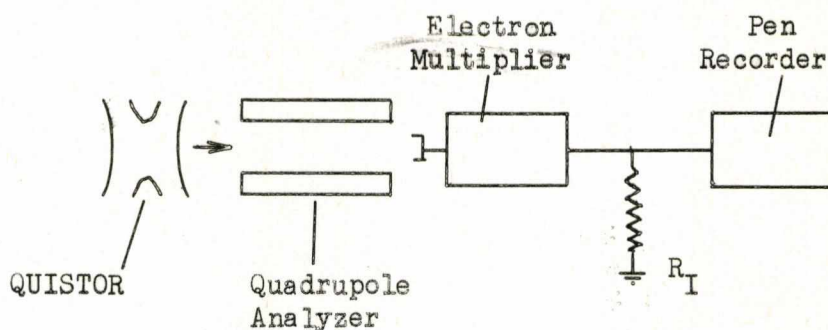 Electron
Multiplier
Pen
Recorder
QUISTOR
Quadrupole
Analyzer
R_I